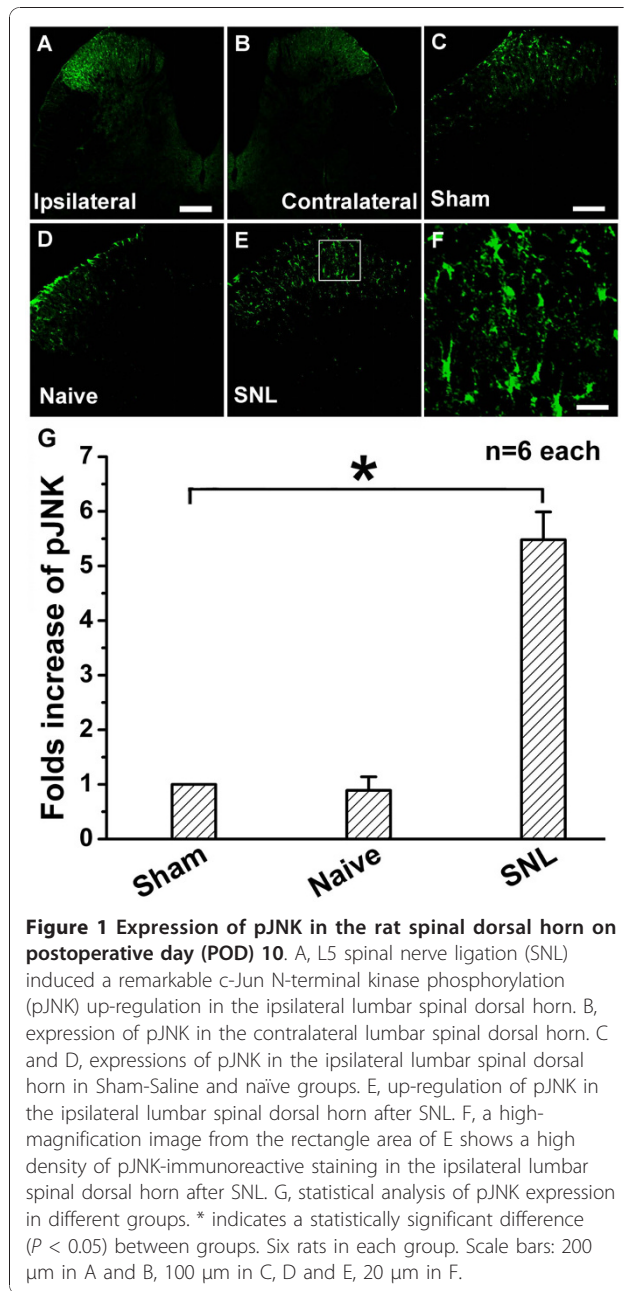 A
B
C
Ipsilateral
Contralateral
Sham
D
E
F
Naive
SNL
G
n=6 each
*
Folds increase of pJNK
7
6
5
4
3
2
1
0
Sham
Naive
SNL
Figure 1 Expression of pJNK in the rat spinal dorsal horn on
postoperative day (POD) 10. A, L5 spinal nerve ligation (SNL)
induced a remarkable c-Jun N-terminal kinase phosphorylation
(pJNK) up-regulation in the ipsilateral lumbar spinal dorsal horn. B,
expression of pJNK in the contralateral lumbar spinal dorsal horn. C
and D, expressions of pJNK in the ipsilateral lumbar spinal dorsal
horn in Sham-Saline and naïve groups. E, up-regulation of pJNK in
the ipsilateral lumbar spinal dorsal horn after SNL. F, a high-
magnification image from the rectangle area of E shows a high
density of pJNK-immunoreactive staining in the ipsilateral lumbar
spinal dorsal horn after SNL. G, statistical analysis of pJNK expression
in different groups. * indicates a statistically significant difference
(P < 0.05) between groups. Six rats in each group. Scale bars: 200
μm in A and B, 100 μm in C, D and E, 20 μm in F.